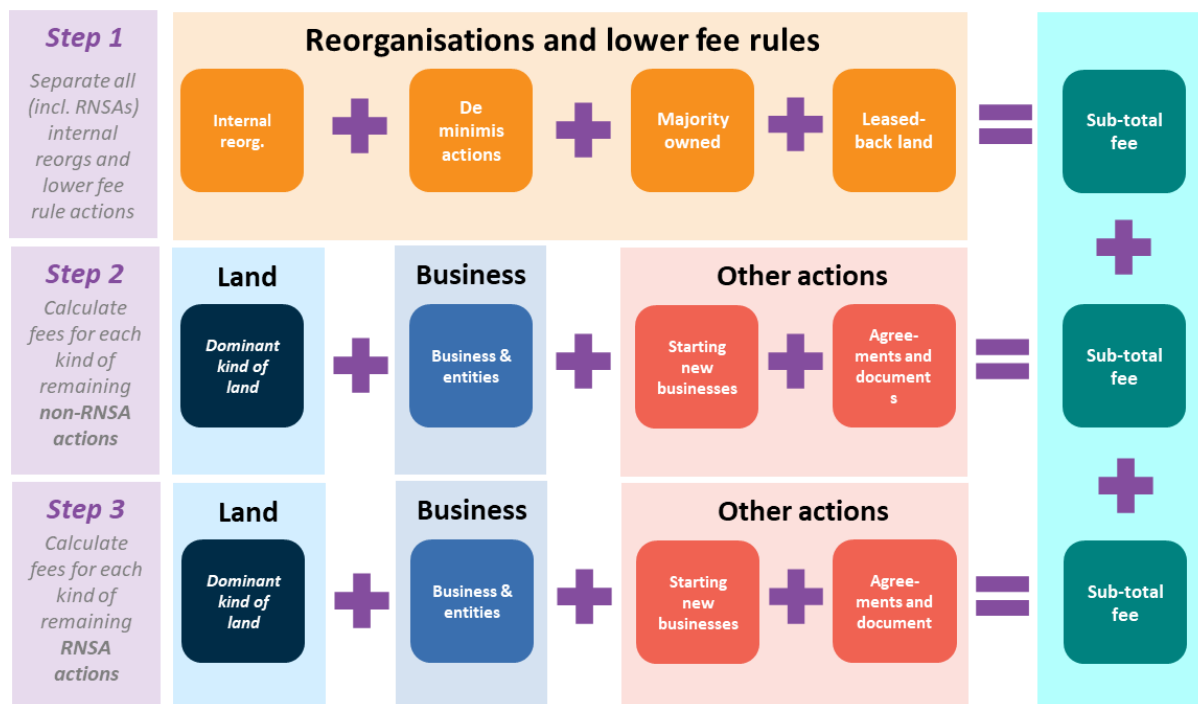 Step 1
Separate all
(incl. RNSAs)
internal
reorgs and
lower fee
rule actions
Reorganisations and lower fee rules
Internal
reorg.
De
minimis
actions
Majority
owned
Leased-
back land
Sub-total
fee
Step 2
Calculate
fees for each
kind of
remaining
non-RNSA
actions
Land
Dominant
kind of
land
Business
Business &
entities
Other actions
Starting
new
businesses
Agree-
ments and
document
s
Sub-total
fee
Step 3
Calculate
fees for each
kind of
remaining
RNSA
actions
Land
Dominant
kind of
land
Business
Business &
entities
Other actions
Starting
new
businesses
Agree-
ments and
document
Sub-total
fee